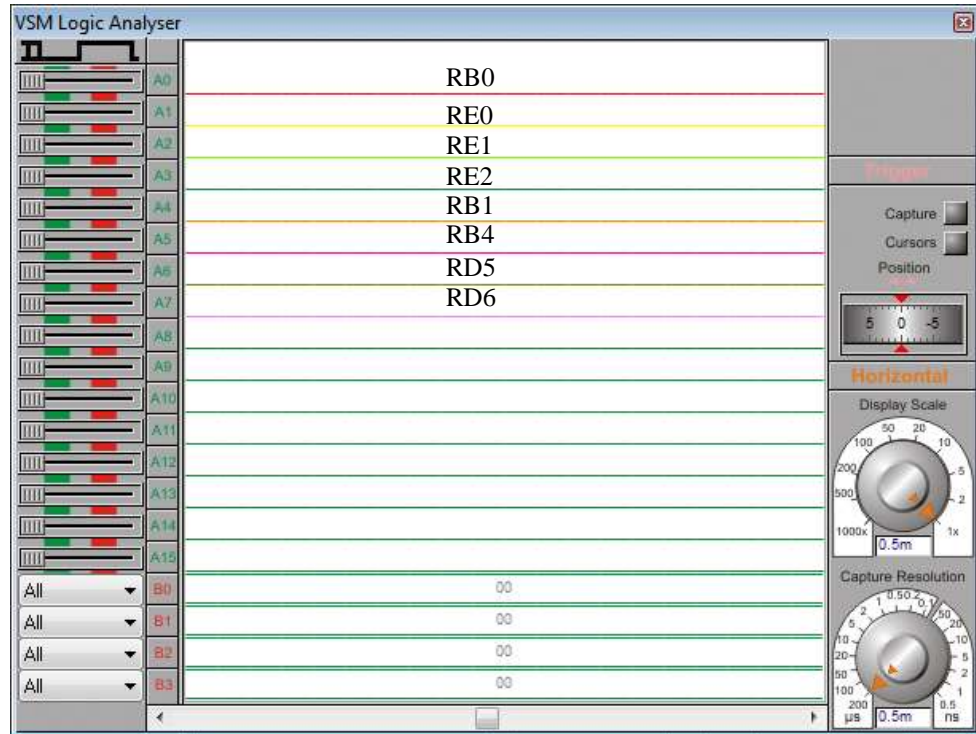 VSM Logic Analyser
A0 RB0
A1 RE0
A2 RE1
A3 RE2
A4 RB1
A5 RB4
A6 RD5
A7 RD6
A8
A9
A10
A11
A12
A13
A14
A15
All B0 00
All B1 00
All B2 00
All B3 00
Trigger
Capture
Cursors
Position
5 0 -5
Horizontal
Display Scale
50 20
100 10
200 5
500 2
1000x 1x
0.5m
Capture Resolution
1 0.5 0.2 0.1
2 50
5 20
10 10
20 5
50 2
100 1
200 0.5
µs 0.5m ns